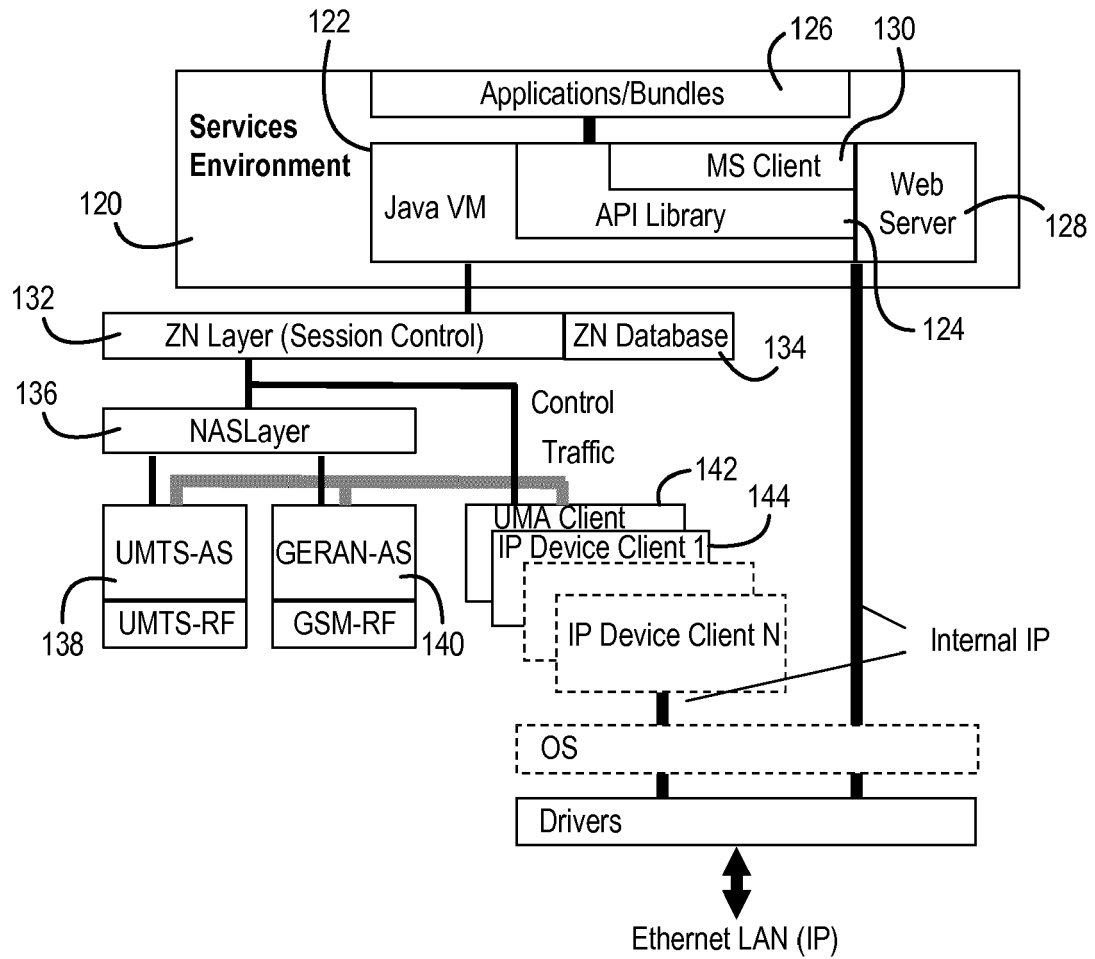 122
126
130
Applications/Bundles
Services
Environment
MS Client
Java VM
API Library
Web
Server
120
128
132
124
ZN Layer (Session Control)
ZN Database
134
136
Control
NASLayer
Traffic
142
144
UMA Client
UMTS-AS
GERAN-AS
IP Device Client 1
138
UMTS-RF
GSM-RF
140
IP Device Client N
Internal IP
OS
Drivers
Ethernet LAN (IP)